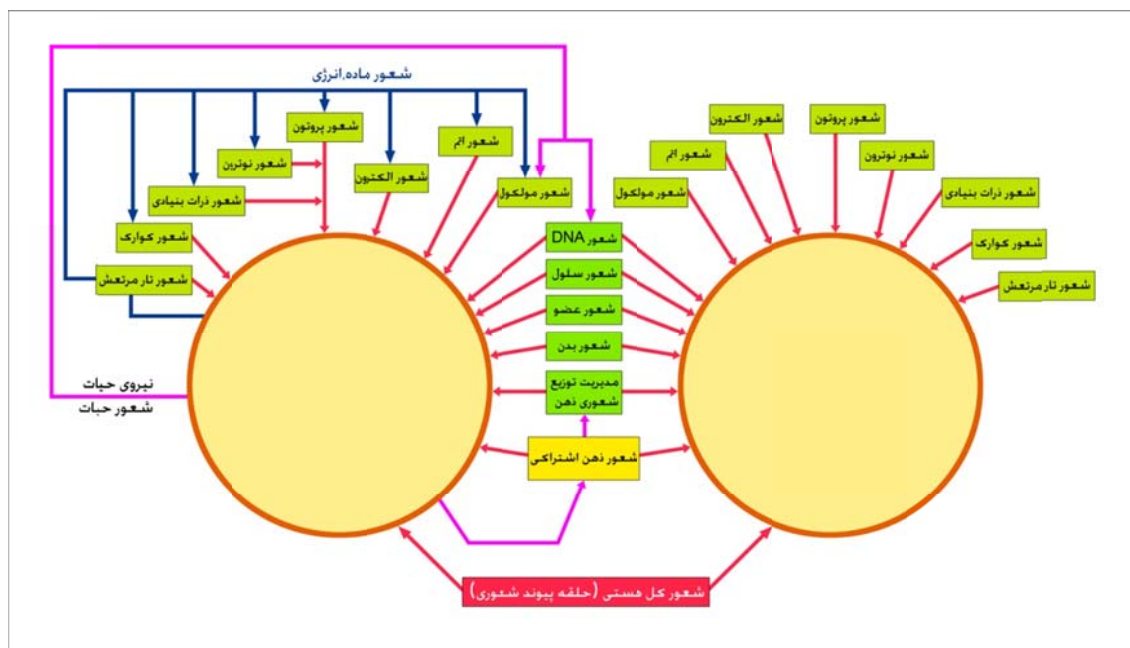 شعور ماده.انرژی
شعور پروتون
شعور نوترون
شعور ذرات بنیادی
شعور کوارک
شعور تار مرتعش
شعور الکترون
شعور اتم
شعور مولکول
شعور DNA
شعور سلول
شعور عضو
شعور بدن
مدیریت توزیع
شعوری ذهن
شعور ذهن اشتراکی
شعور الکترون
شعور پروتون
شعور اتم
شعور نوترون
شعور مولکول
شعور ذرات بنیادی
شعور کوارک
شعور تار مرتعش
نیروی حیات
شعور حیات
شعور کل هستی (حلقه پیوند شعوری)